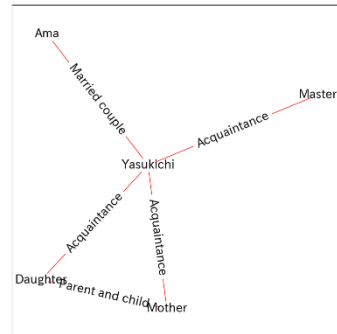 Ama
Married couple
Master
Acquaintance
Yasukichi
Acquaintance
Acquaintance
Daughter
Parent and child
Mother